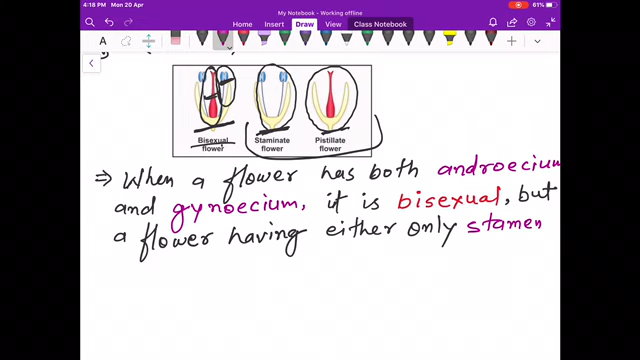 4:18 PM Mon 20 Apr
My Notebook - Working offline
61%
Home Insert Draw View Class Notebook
A
Bisexual flower
Staminate flower
Pistillate flower
⇒ When a flower has both androecium
and gynoecium, it is bisexual, but
a flower having either only stamen